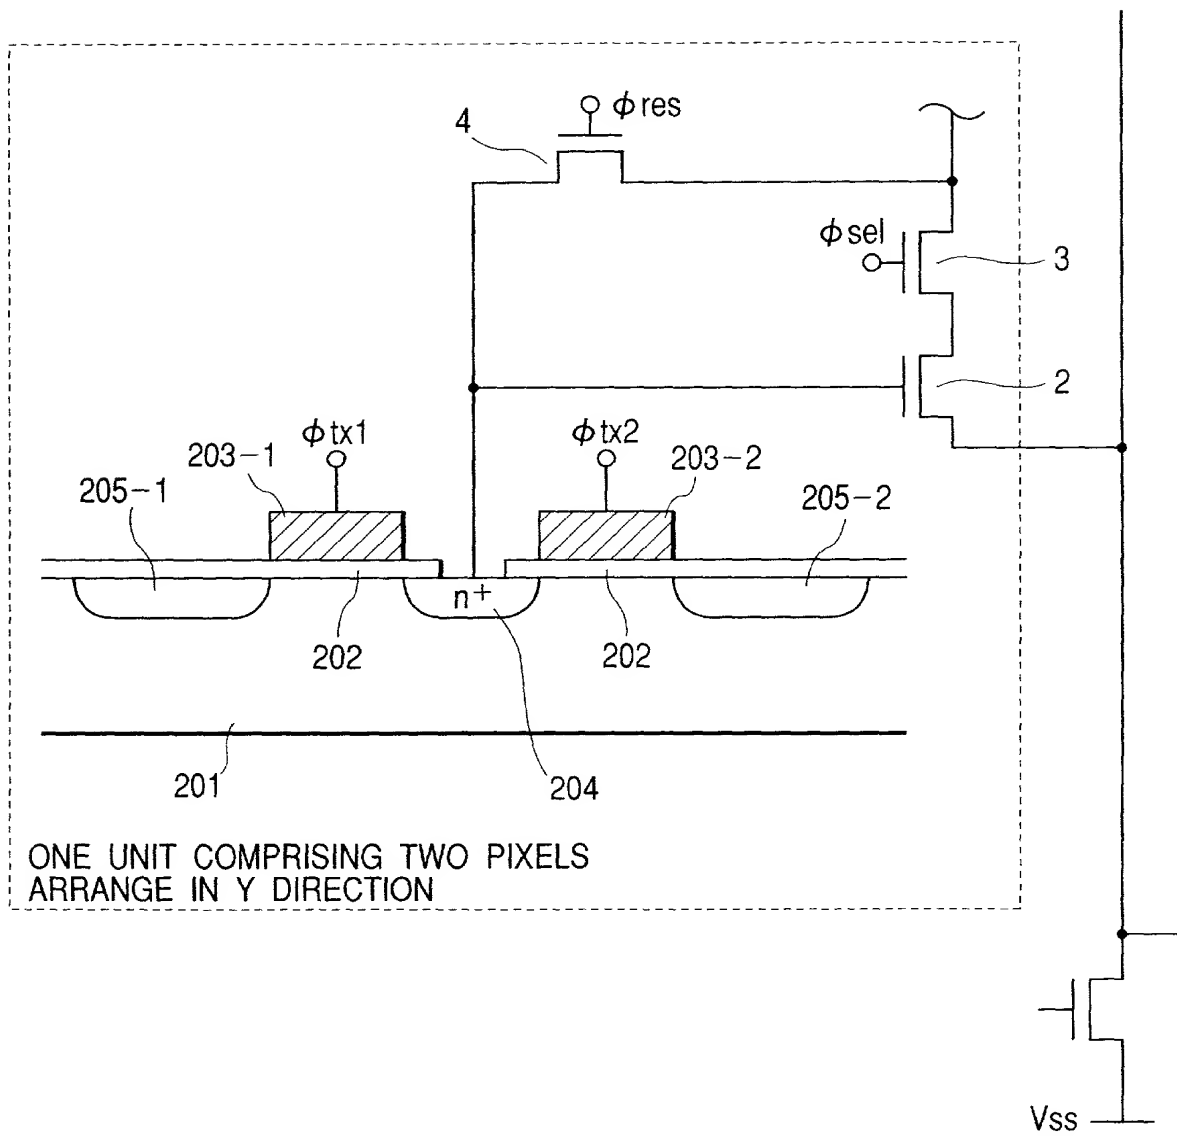 4
ϕres
ϕsel
3
2
ϕtx1
ϕtx2
203-1
203-2
205-1
205-2
n+
202
202
201
204
ONE UNIT COMPRISING TWO PIXELS
ARRANGE IN Y DIRECTION
Vss